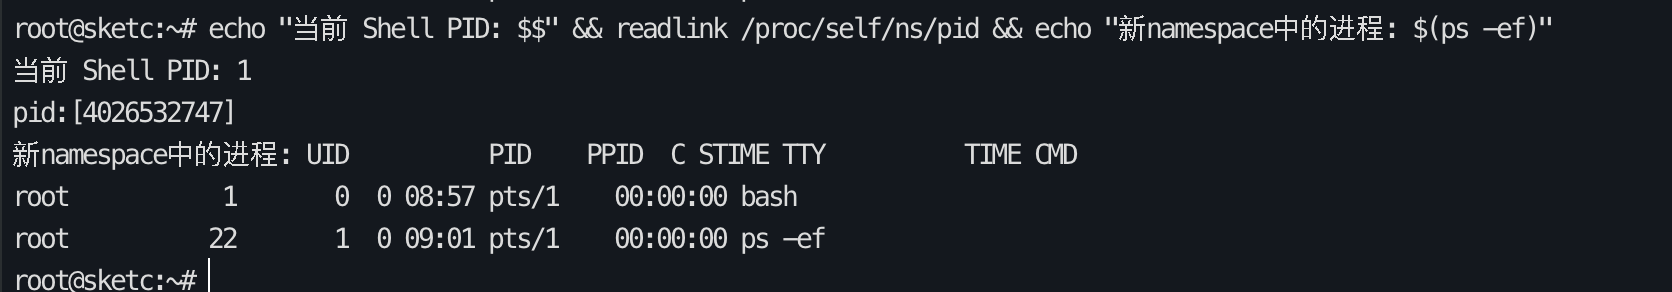 root@sketc:~# echo "当前 Shell PID: $$" && readlink /proc/self/ns/pid && echo "新namespace中的进程: $(ps -ef)"
当前 Shell PID: 1
pid:[4026532747]
新namespace中的进程: UID          PID    PPID  C STIME TTY          TIME CMD
root           1       0  0 08:57 pts/1    00:00:00 bash
root          22       1  0 09:01 pts/1    00:00:00 ps -ef
root@sketc:~#